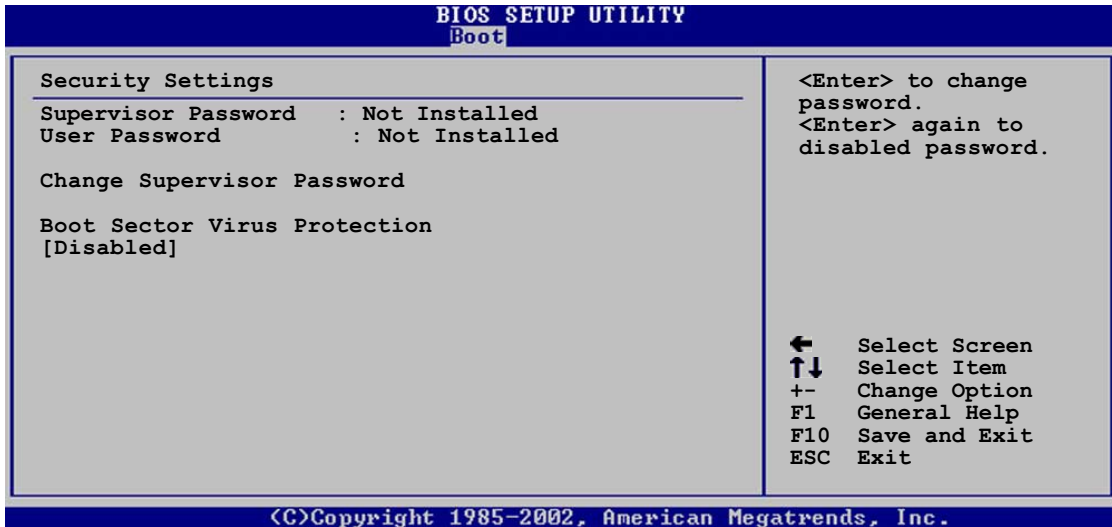 BIOS SETUP UTILITY
Boot
Security Settings
Supervisor Password : Not Installed
User Password : Not Installed
Change Supervisor Password
Boot Sector Virus Protection
[Disabled]
<Enter> to change
password.
<Enter> again to
disabled password.
← Select Screen
↑↓ Select Item
+- Change Option
F1 General Help
F10 Save and Exit
ESC Exit
(C)Copyright 1985-2002, American Megatrends, Inc.